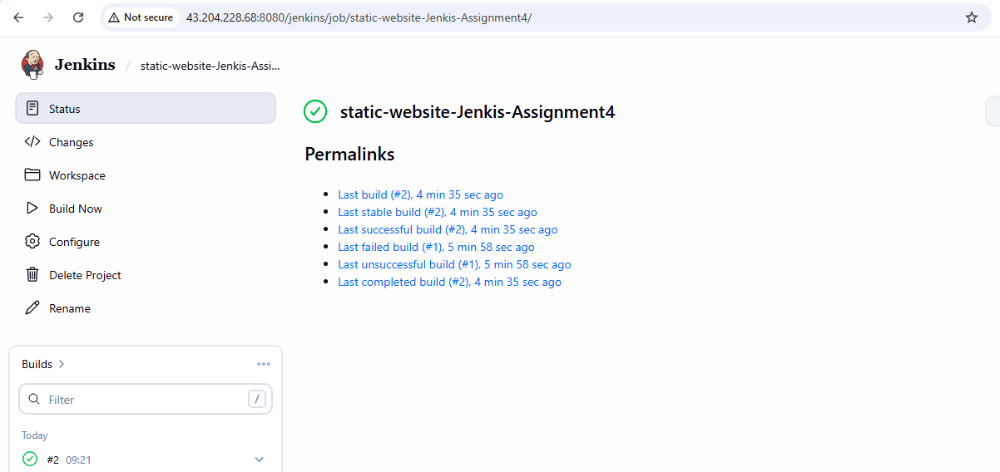 Not secure 43.204.228.68:8080/jenkins/job/static-website-Jenkis-Assignment4/
Jenkins / static-website-Jenkis-Assi...
Status
Changes
Workspace
Build Now
Configure
Delete Project
Rename
Builds
Filter /
Today
#2 09:21
static-website-Jenkis-Assignment4
Permalinks
Last build (#2), 4 min 35 sec ago
Last stable build (#2), 4 min 35 sec ago
Last successful build (#2), 4 min 35 sec ago
Last failed build (#1), 5 min 58 sec ago
Last unsuccessful build (#1), 5 min 58 sec ago
Last completed build (#2), 4 min 35 sec ago